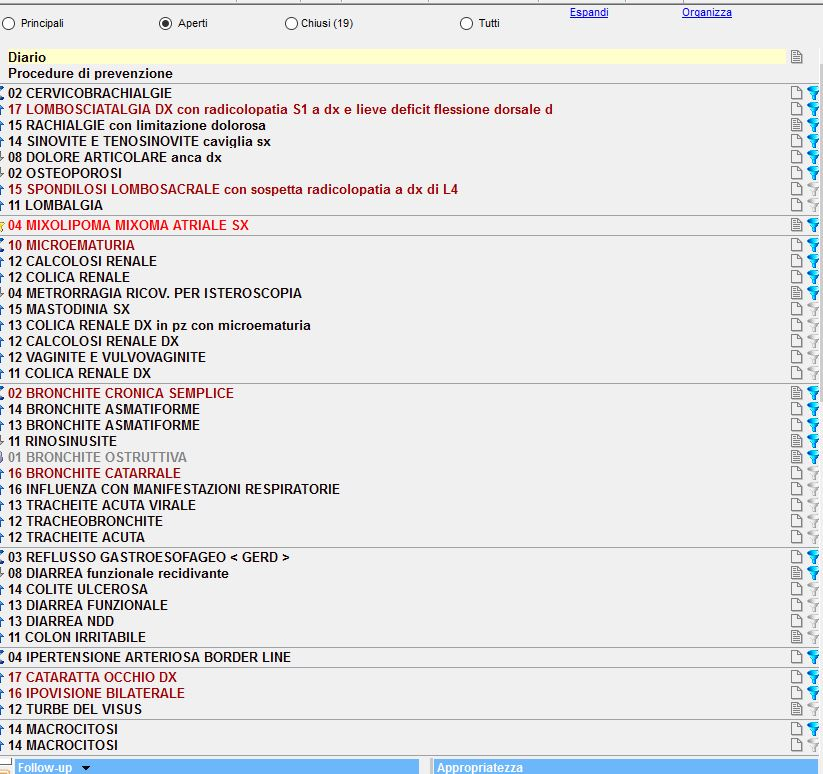 Principali Aperti Chiusi (19) Tutti Espandi Organizza
Diario
Procedure di prevenzione
02 CERVICOBRACHIALGIE
17 LOMBOSCIATALGIA DX con radicolopatia S1 a dx e lieve deficit flessione dorsale d
15 RACHIALGIE con limitazione dolorosa
14 SINOVITE E TENOSINOVITE caviglia sx
08 DOLORE ARTICOLARE anca dx
02 OSTEOPOROSI
15 SPONDILOSI LOMBOSACRALE con sospetta radicolopatia a dx di L4
11 LOMBALGIA
04 MIXOLIPOMA MIXOMA ATRIALE SX
10 MICROEMATURIA
12 CALCOLOSI RENALE
12 COLICA RENALE
04 METRORRAGIA RICOV. PER ISTEROSCOPIA
15 MASTODINIA SX
13 COLICA RENALE DX in pz con microematuria
12 CALCOLOSI RENALE DX
12 VAGINITE E VULVOVAGINITE
11 COLICA RENALE DX
02 BRONCHITE CRONICA SEMPLICE
14 BRONCHITE ASMATIFORME
13 BRONCHITE ASMATIFORME
11 RINOSINUSITE
01 BRONCHITE OSTRUTTIVA
16 BRONCHITE CATARRALE
16 INFLUENZA CON MANIFESTAZIONI RESPIRATORIE
13 TRACHEITE ACUTA VIRALE
12 TRACHEOBRONCHITE
12 TRACHEITE ACUTA
03 REFLUSSO GASTROESOFAGEO < GERD >
08 DIARREA funzionale recidivante
14 COLITE ULCEROSA
13 DIARREA FUNZIONALE
13 DIARREA NDD
11 COLON IRRITABILE
04 IPERTENSIONE ARTERIOSA BORDER LINE
17 CATARATTA OCCHIO DX
16 IPOVISIONE BILATERALE
12 TURBE DEL VISUS
14 MACROCITOSI
14 MACROCITOSI
Follow-up Appropriatezza